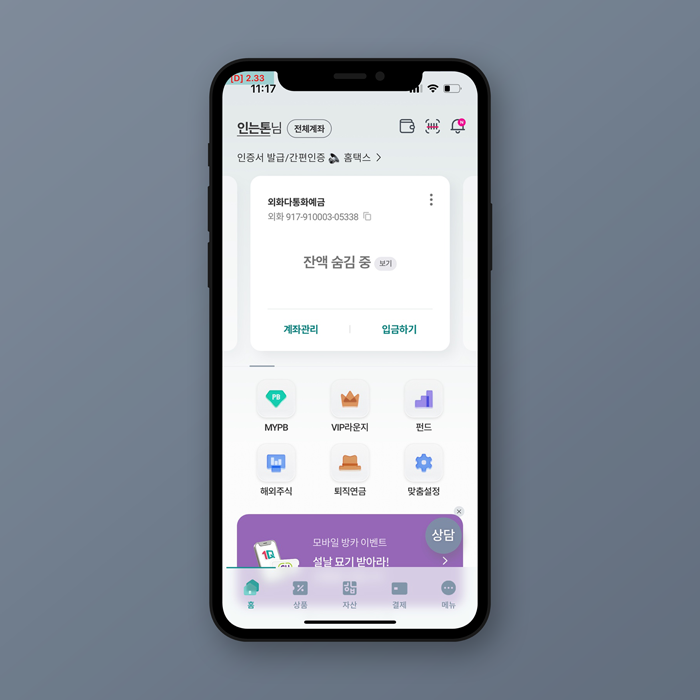 [D] 2.33
11:17
인는톤님 전체계좌
인증서 발급/간편인증 홈택스
외화다통화예금
외화 917-910003-05338
잔액 숨김 중 보기
계좌관리 입금하기
PB
MYPB VIP라운지 펀드
해외주식 퇴직연금 맞춤설정
모바일 방카 이벤트
상담
1Q
설날 묘기 받아라!
홈 상품 자산 결제 메뉴